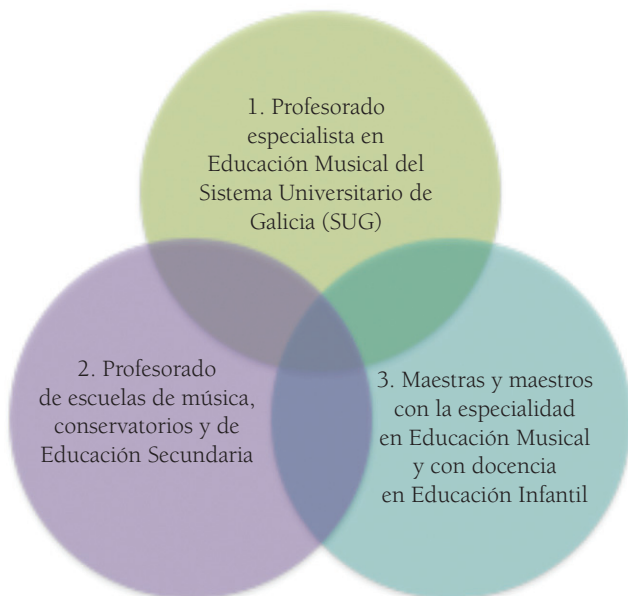 1. Profesorado
especialista en
Educación Musical del
Sistema Universitario de
Galicia (SUG)
2. Profesorado
de escuelas de música,
conservatorios y de
Educación Secundaria
3. Maestras y maestros
con la especialidad
en Educación Musical
y con docencia
en Educación Infantil